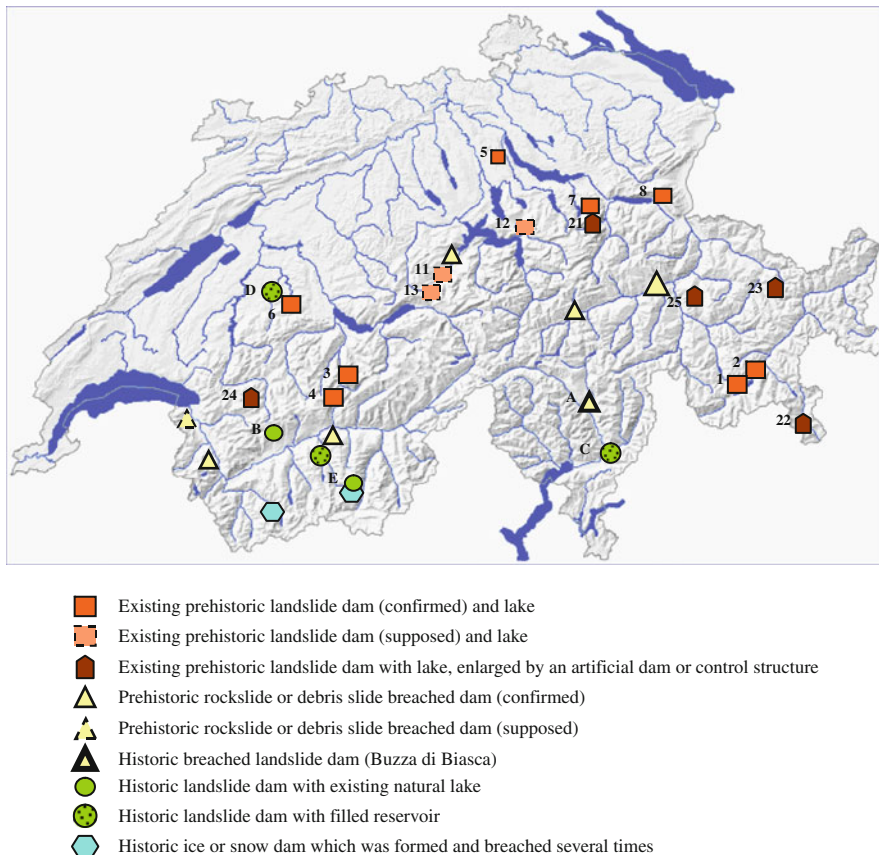 5
8
7
12
21
11
13
D
6
25
23
3
4
24
2
1
A
22
B
C
E
Existing prehistoric landslide dam (confirmed) and lake
Existing prehistoric landslide dam (supposed) and lake
Existing prehistoric landslide dam with lake, enlarged by an artificial dam or control structure
Prehistoric rockslide or debris slide breached dam (confirmed)
Prehistoric rockslide or debris slide breached dam (supposed)
Historic breached landslide dam (Buzza di Biasca)
Historic landslide dam with existing natural lake
Historic landslide dam with filled reservoir
Historic ice or snow dam which was formed and breached several times